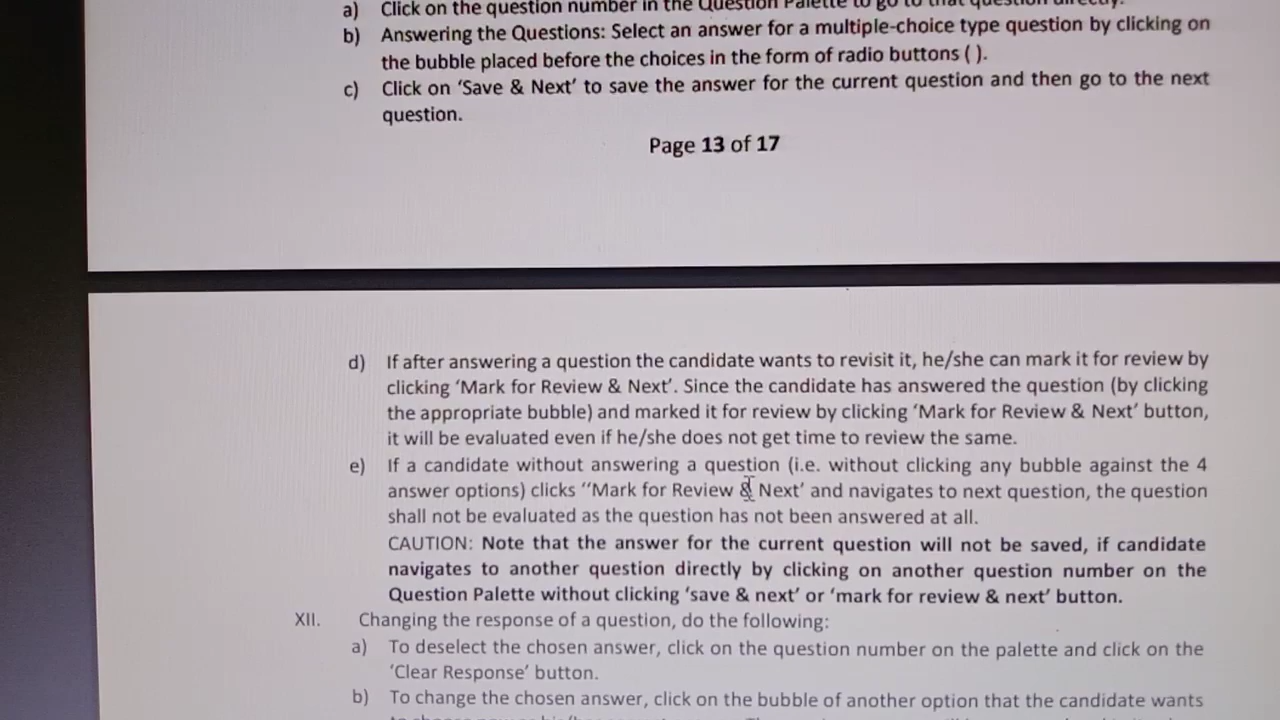 a) Click on the question number in the Question Palette to go to that question directly.
b) Answering the Questions: Select an answer for a multiple-choice type question by clicking on
the bubble placed before the choices in the form of radio buttons ( ).
c) Click on ‘Save & Next’ to save the answer for the current question and then go to the next
question.
Page 13 of 17
d) If after answering a question the candidate wants to revisit it, he/she can mark it for review by
clicking ‘Mark for Review & Next’. Since the candidate has answered the question (by clicking
the appropriate bubble) and marked it for review by clicking ‘Mark for Review & Next’ button,
it will be evaluated even if he/she does not get time to review the same.
e) If a candidate without answering a question (i.e. without clicking any bubble against the 4
answer options) clicks “Mark for Review & Next’ and navigates to next question, the question
shall not be evaluated as the question has not been answered at all.
CAUTION: Note that the answer for the current question will not be saved, if candidate
navigates to another question directly by clicking on another question number on the
Question Palette without clicking ‘save & next’ or ‘mark for review & next’ button.
XII. Changing the response of a question, do the following:
a) To deselect the chosen answer, click on the question number on the palette and click on the
‘Clear Response’ button.
b) To change the chosen answer, click on the bubble of another option that the candidate wants